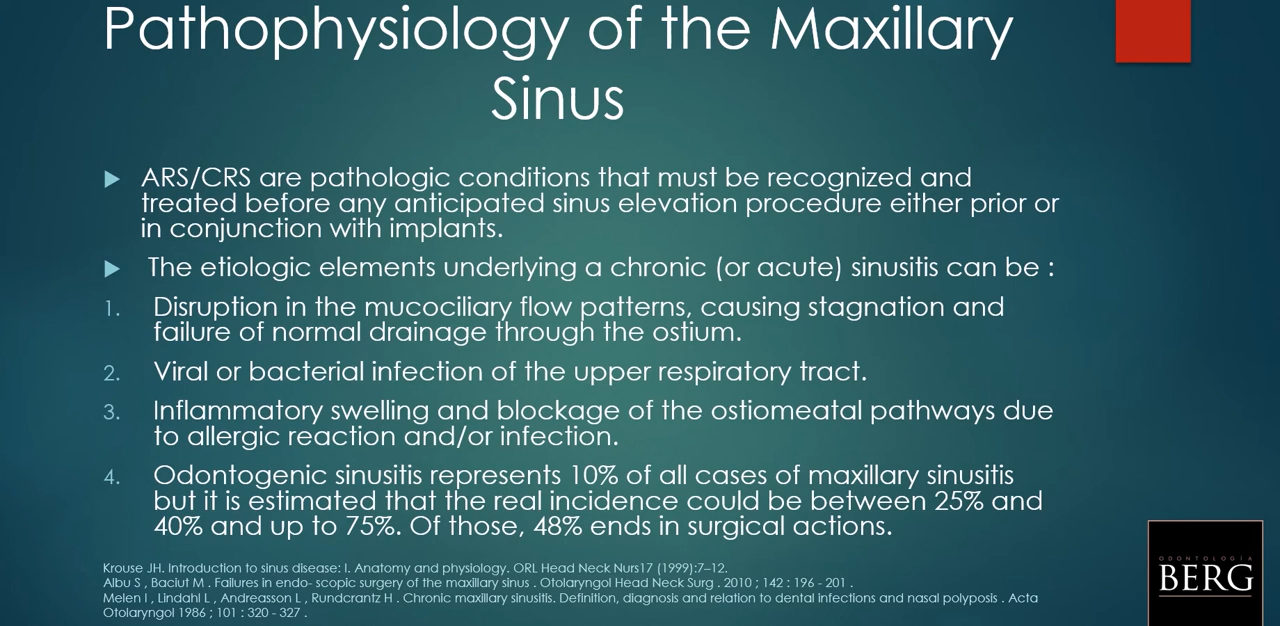 Pathophysiology of the Maxillary
Sinus
ARS/CRS are pathologic conditions that must be recognized and
treated before any anticipated sinus elevation procedure either prior or
in conjunction with implants.
The etiologic elements underlying a chronic (or acute) sinusitis can be :
1. Disruption in the mucociliary flow patterns, causing stagnation and
failure of normal drainage through the ostium.
2. Viral or bacterial infection of the upper respiratory tract.
3. Inflammatory swelling and blockage of the ostiomeatal pathways due
to allergic reaction and/or infection.
4. Odontogenic sinusitis represents 10% of all cases of maxillary sinusitis
but it is estimated that the real incidence could be between 25% and
40% and up to 75%. Of those, 48% ends in surgical actions.
Krouse JH. Introduction to sinus disease: I. Anatomy and physiology. ORL Head Neck Nurs17 (1999):7–12.
Albu S , Baciut M . Failures in endo- scopic surgery of the maxillary sinus . Otolaryngol Head Neck Surg . 2010 ; 142 : 196 - 201 .
Melen I , Lindahl L , Andreasson L , Rundcrantz H . Chronic maxillary sinusitis. Definition, diagnosis and relation to dental infections and nasal polyposis . Acta
Otolaryngol 1986 ; 101 : 320 - 327 .
ODONTOLOGIA
BERG